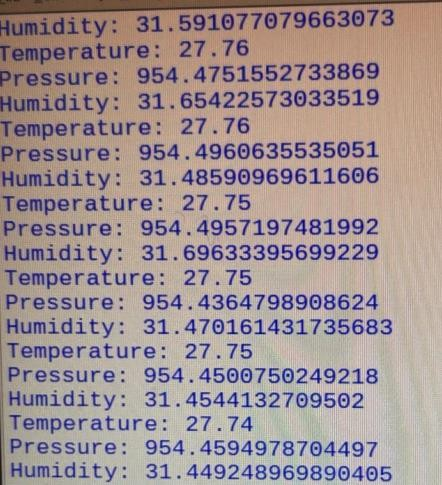 Humidity: 31.591077079663073
Temperature: 27.76
Pressure: 954.4751552733869
Humidity: 31.65422573033519
Temperature: 27.76
Pressure: 954.4960635535051
Humidity: 31.48590969611606
Temperature: 27.75
Pressure: 954.4957197481992
Humidity: 31.69633395699229
Temperature: 27.75
Pressure: 954.4364798908624
Humidity: 31.470161431735683
Temperature: 27.75
Pressure: 954.4500750249218
Humidity: 31.4544132709502
Temperature: 27.74
Pressure: 954.4594978704497
Humidity: 31.449248969890405